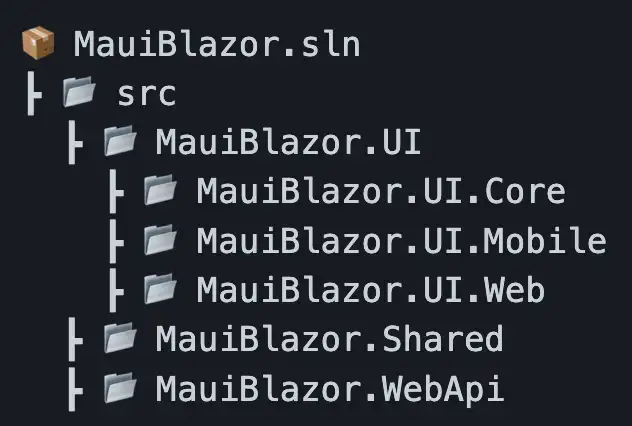 MauiBlazor.sln
src
MauiBlazor.UI
MauiBlazor.UI.Core
MauiBlazor.UI.Mobile
MauiBlazor.UI.Web
MauiBlazor.Shared
MauiBlazor.WebApi